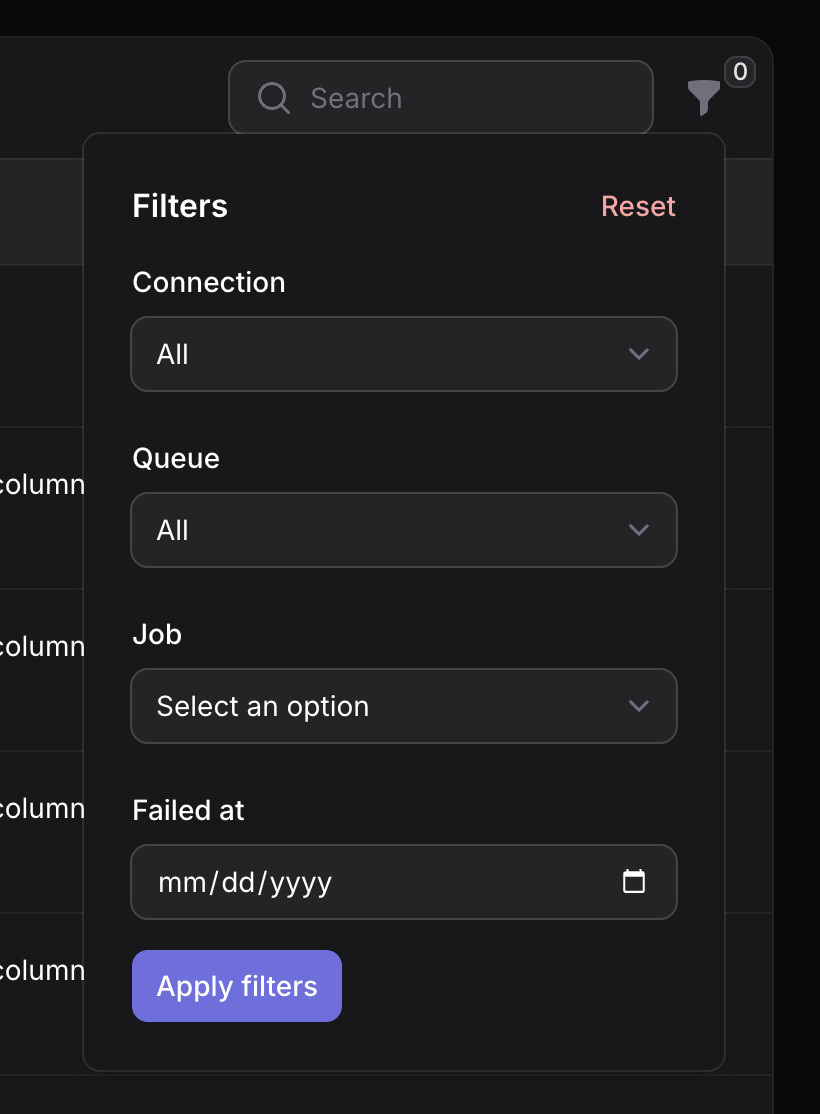 Search
0
Filters
Reset
Connection
All
Queue
All
Job
Select an option
Failed at
mm/dd/yyyy
Apply filters
column
column
column
column